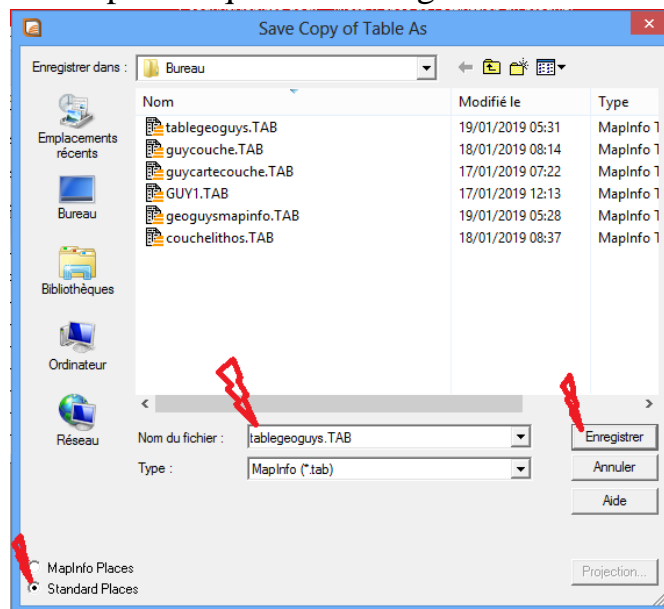 Save Copy of Table As
Enregistrer dans : Bureau
Nom Modifié le Type
tablegeoguys.TAB 19/01/2019 05:31 MapInfo T
guycouche.TAB 18/01/2019 08:14 MapInfo T
guycartecouche.TAB 17/01/2019 07:22 MapInfo T
GUY1.TAB 17/01/2019 12:13 MapInfo T
geoguysmapinfo.TAB 19/01/2019 05:28 MapInfo T
couchelithos.TAB 18/01/2019 08:37 MapInfo T
Emplacements
récents
Bureau
Bibliothèques
Ordinateur
Réseau
Nom du fichier : tablegeoguys.TAB Enregistrer
Type : MapInfo (*.tab) Annuler
Aide
MapInfo Places Projection...
Standard Places